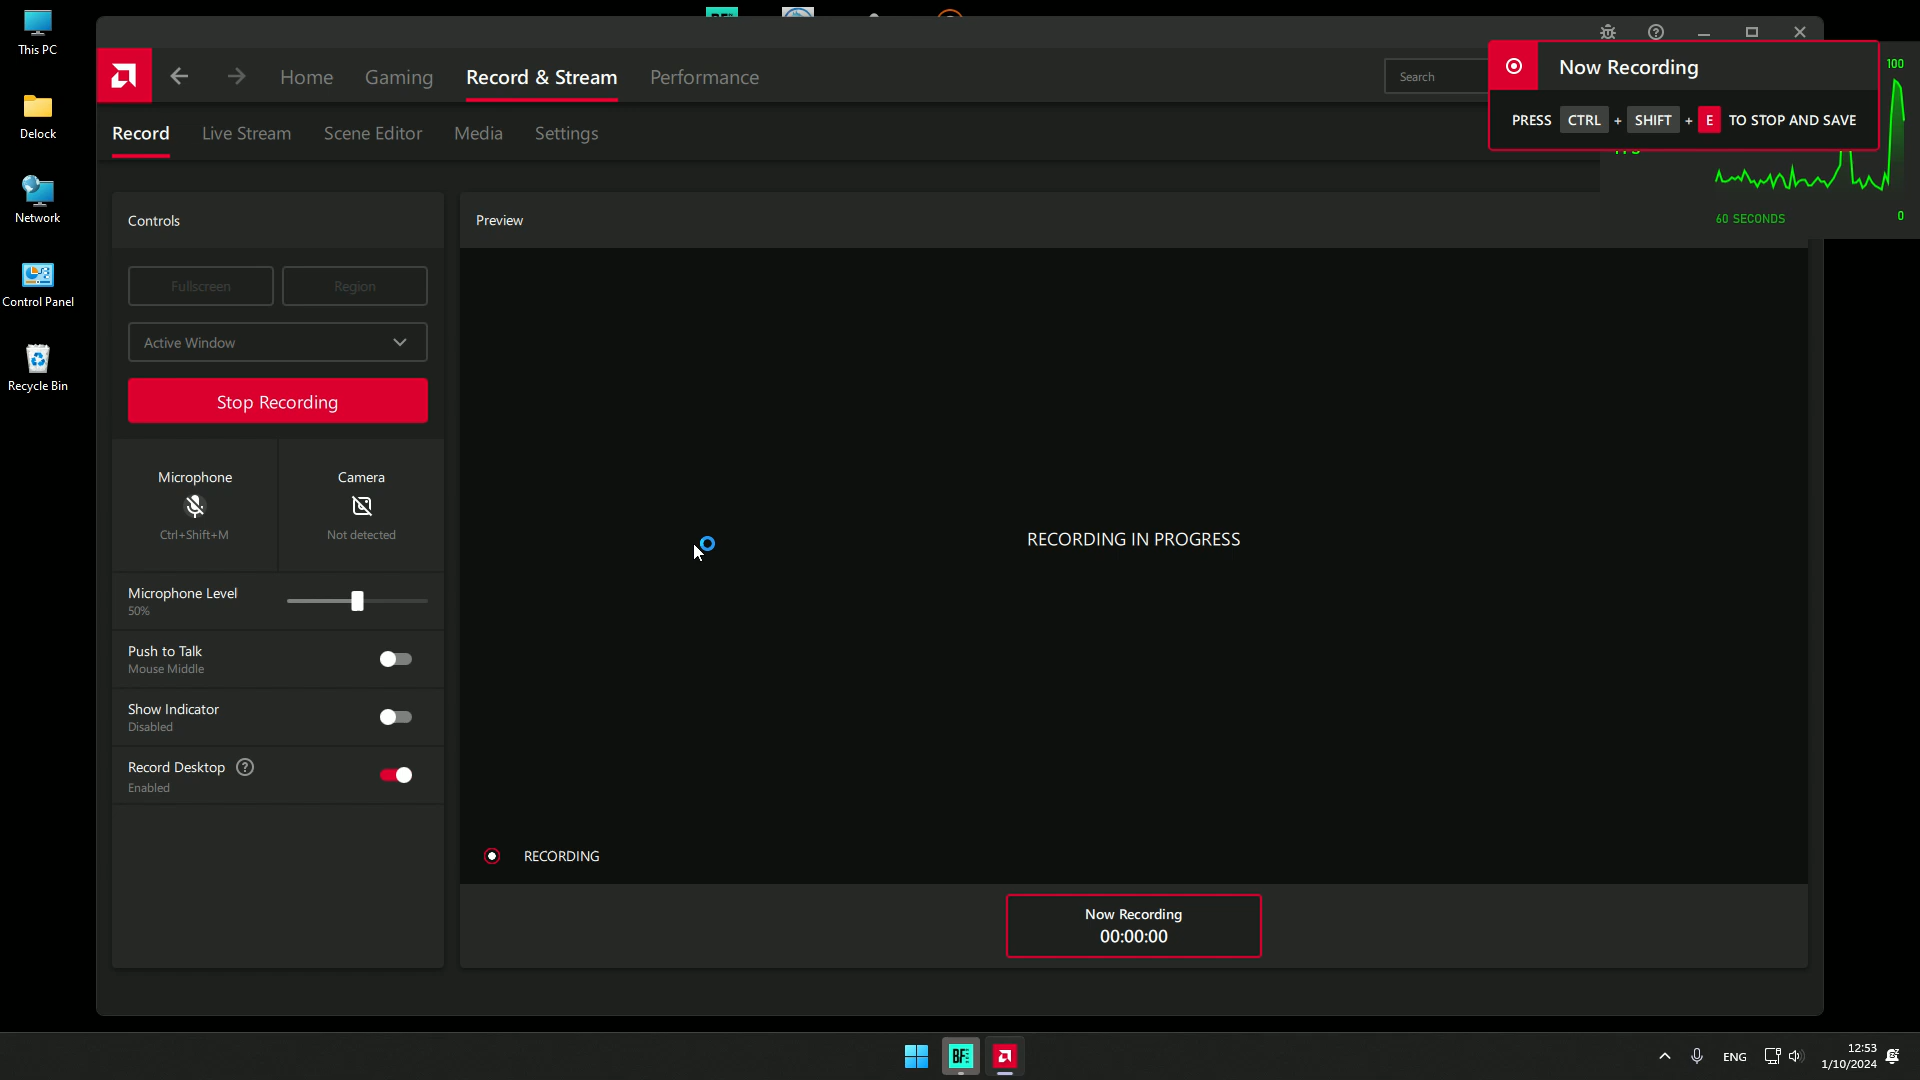 This PC
Delock
Network
Control Panel
Recycle Bin
Home
Gaming
Record & Stream
Performance
Search
Record
Live Stream
Scene Editor
Media
Settings
Now Recording
PRESS CTRL + SHIFT + E TO STOP AND SAVE
100
60 SECONDS
0
Controls
Fullscreen
Region
Active Window
Stop Recording
Microphone
Ctrl+Shift+M
Camera
Not detected
Microphone Level
50%
Push to Talk
Mouse Middle
Show Indicator
Disabled
Record Desktop
Enabled
Preview
RECORDING IN PROGRESS
RECORDING
Now Recording
00:00:00
BF
ENG
12:53
1/10/2024